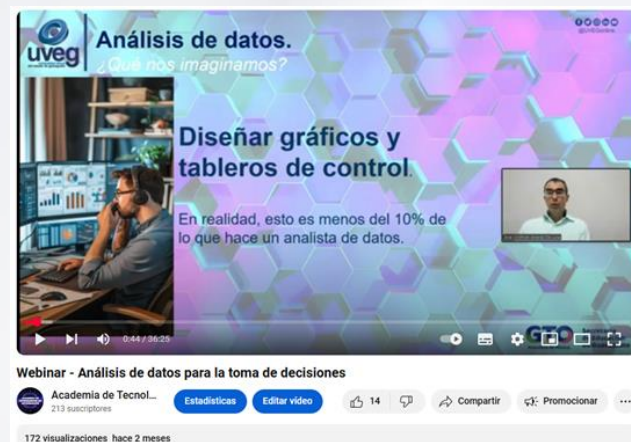 uveg
Análisis de datos.
¿Qué nos imaginamos?
@UVEGonline
Diseñar gráficos y
tableros de control.
En realidad, esto es menos del 10% de
lo que hace un analista de datos.
GTO
0:44 / 36:25
Webinar - Análisis de datos para la toma de decisiones
Academia de Tecnol...
213 suscriptores
Estadísticas
Editar video
14
Compartir
Promocionar
...
172 visualizaciones hace 2 meses